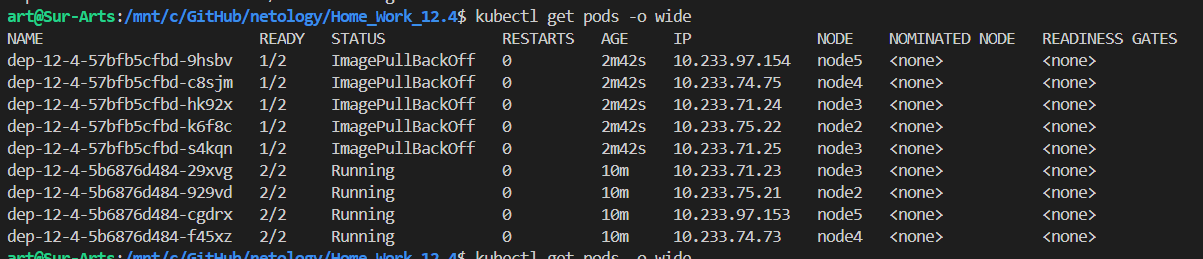 art@Sur-Arts:/mnt/c/GitHub/netology/Home_Work_12.4$ kubectl get pods -o wide
NAME READY STATUS RESTARTS AGE IP NODE NOMINATED NODE READINESS GATES
dep-12-4-57bfb5cfbd-9hsbv 1/2 ImagePullBackOff 0 2m42s 10.233.97.154 node5 <none> <none>
dep-12-4-57bfb5cfbd-c8sjm 1/2 ImagePullBackOff 0 2m42s 10.233.74.75 node4 <none> <none>
dep-12-4-57bfb5cfbd-hk92x 1/2 ImagePullBackOff 0 2m42s 10.233.71.24 node3 <none> <none>
dep-12-4-57bfb5cfbd-k6f8c 1/2 ImagePullBackOff 0 2m42s 10.233.75.22 node2 <none> <none>
dep-12-4-57bfb5cfbd-s4kqn 1/2 ImagePullBackOff 0 2m42s 10.233.71.25 node3 <none> <none>
dep-12-4-5b6876d484-29xvg 2/2 Running 0 10m 10.233.71.23 node3 <none> <none>
dep-12-4-5b6876d484-929vd 2/2 Running 0 10m 10.233.75.21 node2 <none> <none>
dep-12-4-5b6876d484-cgdrx 2/2 Running 0 10m 10.233.97.153 node5 <none> <none>
dep-12-4-5b6876d484-f45xz 2/2 Running 0 10m 10.233.74.73 node4 <none> <none>
art@Sur-Arts:/mnt/c/GitHub/netology/Home_Work_12.4$ kubectl get pods -o wide